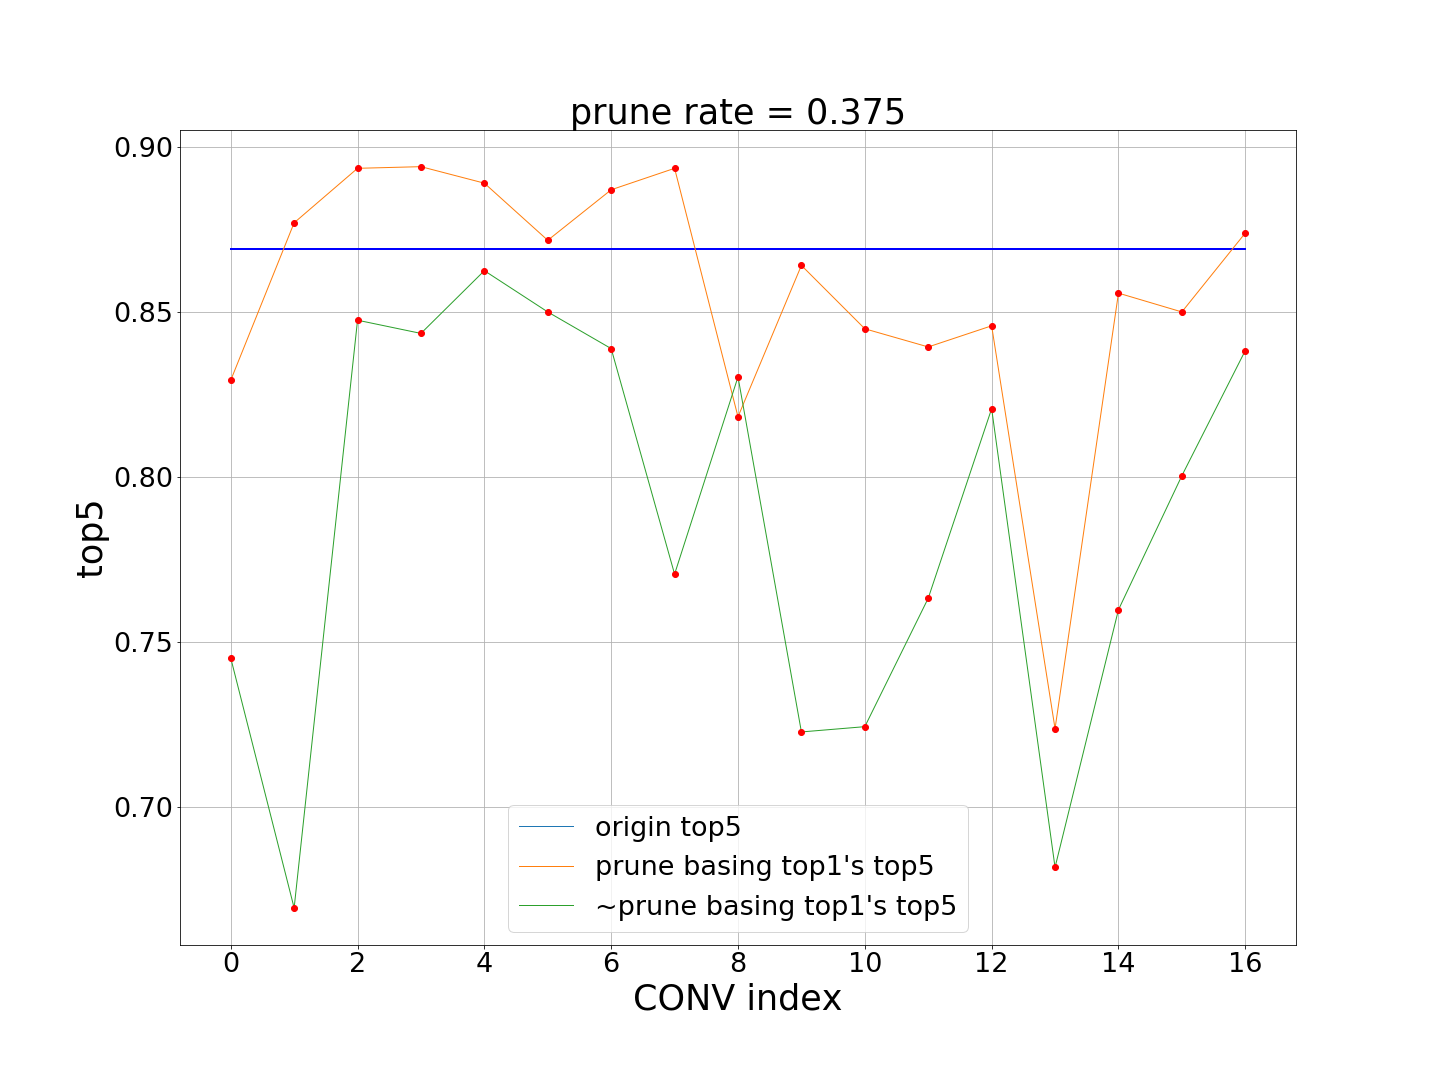 prune rate = 0.375
0.90
0.85
0.80
0.75
0.70
top5
origin top5
prune basing top1's top5
~prune basing top1's top5
0 2 4 6 8 10 12 14 16
CONV index